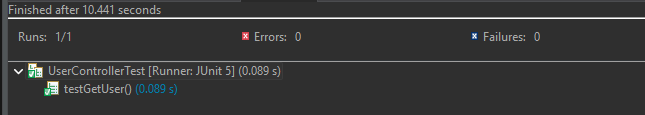 Finished after 10.441 seconds
Runs: 1/1 Errors: 0 Failures: 0
UserControllerTest [Runner: JUnit 5] (0.089 s)
testGetUser() (0.089 s)